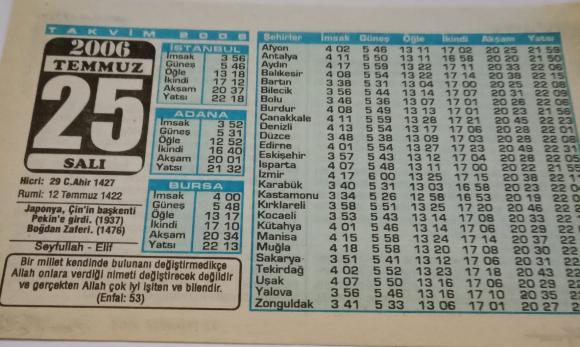 TAKVİM 2006
2006
TEMMUZ
25
SALI
Hicri: 29 C.Ahir 1427
Rumi: 12 Temmuz 1422
Japonya, Çin'in başkenti
Pekin'e girdi. (1937)
Boğdan Zaferi. (1476)
Seyfullah - Elif
Bir millet kendinde bulunanı değiştirmedikçe
Allah onlara verdiği nimeti değiştirecek değildir
ve gerçekten Allah çok iyi işiten ve bilendir.
(Enfal: 53)
İSTANBUL
İmsak 3 56
Güneş 5 46
Öğle 13 18
İkindi 17 12
Akşam 20 37
Yatsı 22 18
ADANA
İmsak 3 52
Güneş 5 31
Öğle 12 52
İkindi 16 40
Akşam 20 01
Yatsı 21 32
BURSA
İmsak 4 00
Güneş 5 48
Öğle 13 17
İkindi 17 10
Akşam 20 34
Yatsı 22 13
Şehirler İmsak Güneş Öğle İkindi Akşam Yatsı
Afyon 4 02 5 46 13 11 17 02 20 25 21 59
Antalya 4 11 5 50 13 11 16 58 20 20 21 50
Aydın 4 17 5 59 13 22 17 11 20 33 22 06
Balıkesir 4 08 5 54 13 22 17 14 20 38 22 15
Bartın 3 38 5 31 13 04 17 00 20 25 22 08
Bilecik 3 56 5 44 13 14 17 07 20 31 22 09
Bolu 3 46 5 36 13 07 17 01 20 26 22 06
Burdur 4 08 5 49 13 13 17 01 20 21 21 56
Çanakkale 4 11 5 59 13 28 17 21 20 45 22
Denizli 4 13 5 54 13 17 17 06 20 28 22 01
Düzce 3 48 5 38 13 09 17 03 20 28 22 08
Edirne 4 01 5 54 13 27 17 23 20 49 22 31
Eskişehir 3 57 5 43 13 12 17 04 20 28 22 05
Isparta 4 07 5 48 13 11 17 00 20 22 21
İzmir 4 17 6 00 13 25 17 15 20 38 22
Karabük 3 40 5 31 13 03 16 58 20 23 22
Kastamonu 3 34 5 26 12 58 16 53 20 19 22
Kırklareli 3 58 5 51 13 25 17 20 20 46 22
Kocaeli 3 53 5 43 13 14 17 08 20 33 22
Kütahya 4 01 5 46 13 14 17 05 20 29 22
Manisa 4 15 5 58 13 24 17 14 20 37 22
Muğla 4 18 5 58 13 20 17 08 20 30 22
Sakarya 3 51 5 41 13 12 17 06 20 31 22
Tekirdağ 4 02 5 52 13 23 17 18 20 43 22
Uşak 4 07 5 50 13 16 17 06 20 29 22
Yalova 3 56 5 46 13 16 17 10 20 35 22
Zonguldak 3 41 5 33 13 06 17 01 20 27